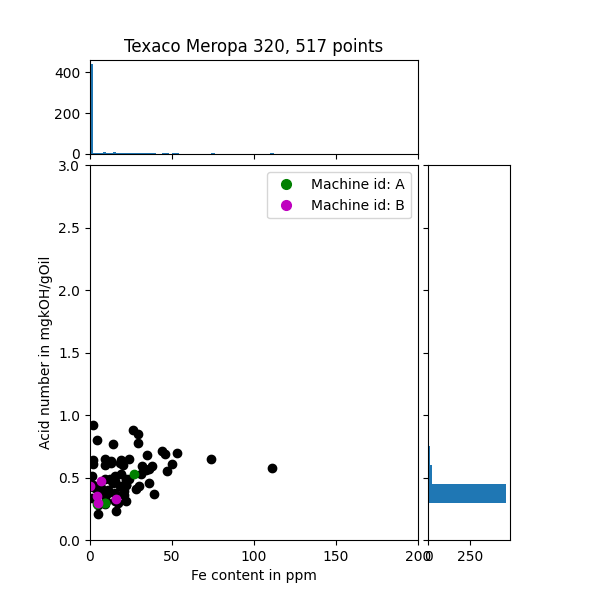 Texaco Meropa 320, 517 points
400
200
0
3.0
2.5
2.0
1.5
1.0
0.5
0.0
Acid number in mgkOH/gOil
Machine id: A
Machine id: B
0 50 100 150 200
0 250
Fe content in ppm